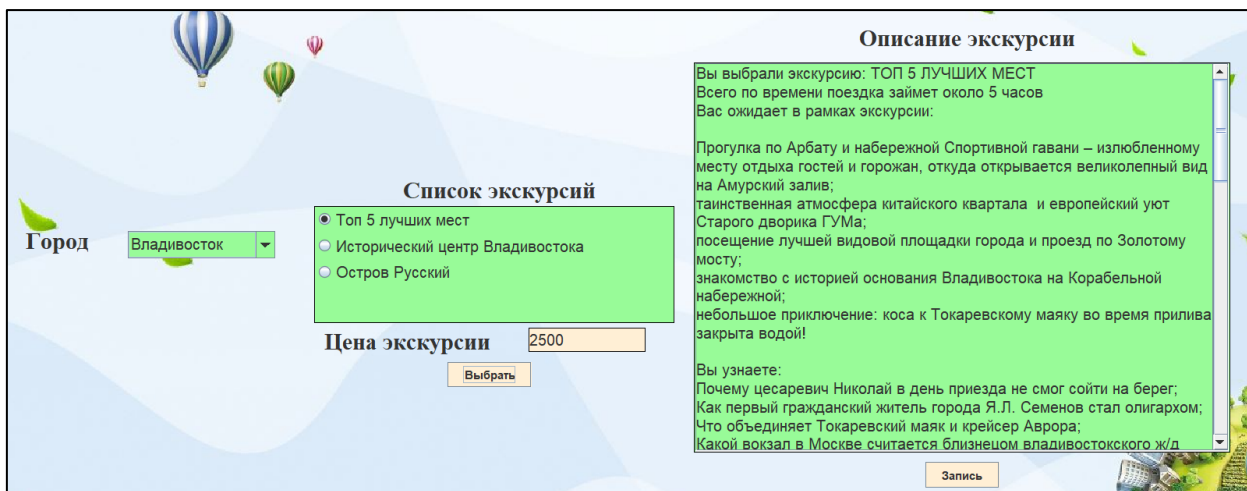 Город
Владивосток
Список экскурсий
Топ 5 лучших мест
Исторический центр Владивостока
Остров Русский
Цена экскурсии
2500
Выбрать
Описание экскурсии
Вы выбрали экскурсию: ТОП 5 ЛУЧШИХ МЕСТ
Всего по времени поездка займет около 5 часов
Вас ожидает в рамках экскурсии:
Прогулка по Арбату и набережной Спортивной гавани – излюбленному
месту отдыха гостей и горожан, откуда открывается великолепный вид
на Амурский залив;
таинственная атмосфера китайского квартала  и европейский уют
Старого дворика ГУМа;
посещение лучшей видовой площадки города и проезд по Золотому
мосту;
знакомство с историей основания Владивостока на Корабельной
набережной;
небольшое приключение: коса к Токаревскому маяку во время прилива
закрыта водой!
Вы узнаете:
Почему цесаревич Николай в день приезда не смог сойти на берег;
Как первый гражданский житель города Я.Л. Семенов стал олигархом;
Что объединяет Токаревский маяк и крейсер Аврора;
Какой вокзал в Москве считается близнецом владивостокского ж/д
Запись